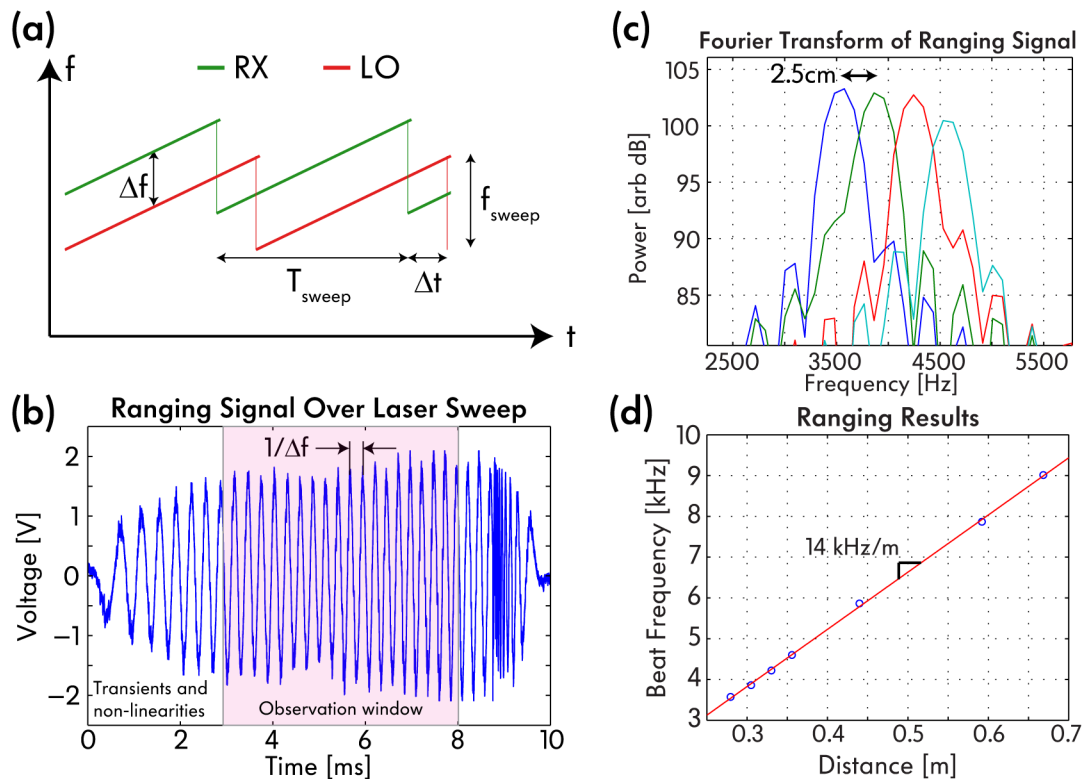 (a)
f
RX
LO
Δf
f sweep
T sweep
Δt
t
(b)
Ranging Signal Over Laser Sweep
1/Δf
2
1
0
−1
−2
Voltage [V]
Transients and
non-linearities
Observation window
0 2 4 6 8 10
Time [ms]
(c)
Fourier Transform of Ranging Signal
2.5cm
105
100
95
90
85
Power [arb dB]
2500 3500 4500 5500
Frequency [Hz]
(d)
Ranging Results
10
9
8
7
6
5
4
3
Beat Frequency [kHz]
14 kHz/m
0.3 0.4 0.5 0.6 0.7
Distance [m]